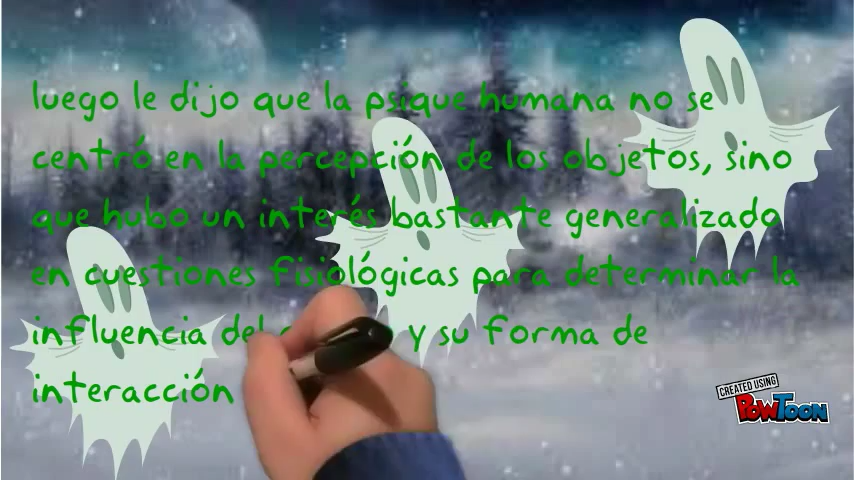 luego le dijo que la psique humana no se
centró en la percepción de los objetos, sino
que hubo un interés bastante generalizado
en cuestiones fisiológicas para determinar la
influencia del y su forma de
interacción
CREATED USING
POWTOON